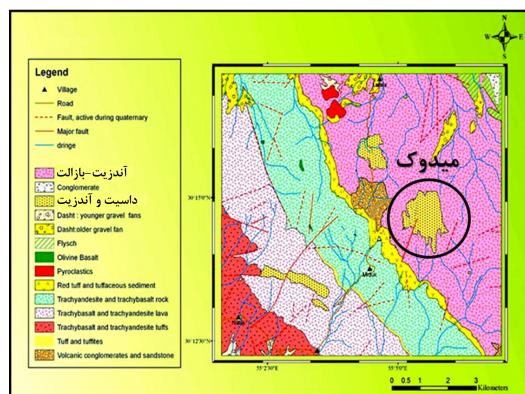 Legend
Village
Road
Fault, active during quaternary
Major fault
dringe
آندزیت-بازالت
Conglomerate
داسیت و آندزیت
Dasht : younger gravel fans
Dasht:older gravel fan
Flysch
Olivine Basalt
Pyroclastics
Red tuff and tuffaceous sediment
Trachyandesite and trachybasalt rock
Trachybasalt and trachyandesite lava
Trachybasalt and trachyandesite tuffs
Tuff and tuffites
Volcanic conglomerates and sandstone
N
W E
S
میدوک
30°15'0"N
30°12'30"N
55°2'30"E
55°5'0"E
0 0.5 1 2 3
Kilometers